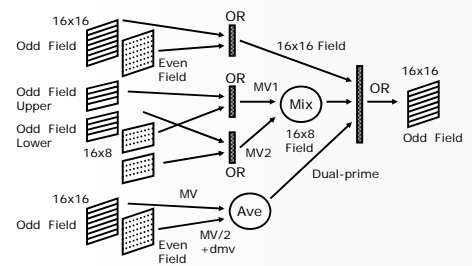 16x16
OR
Odd Field
16x16 Field
Even
Field
16x16
Odd Field
Upper
OR
MV1
OR
Mix
Odd Field
Lower
16x8
16x8
Field
MV2
Odd Field
OR
Dual-prime
16x16
MV
Odd Field
Ave
MV/2
+dmv
Even
Field